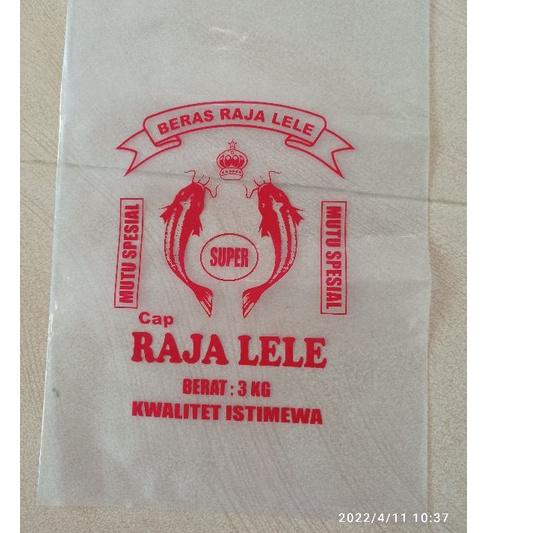 BERAS RAJA LELE
MUTU SPESIAL
SUPER
MUTU SPESIAL
Cap
RAJA LELE
BERAT : 3 KG
KWALITET ISTIMEWA
2022/4/11 10:37